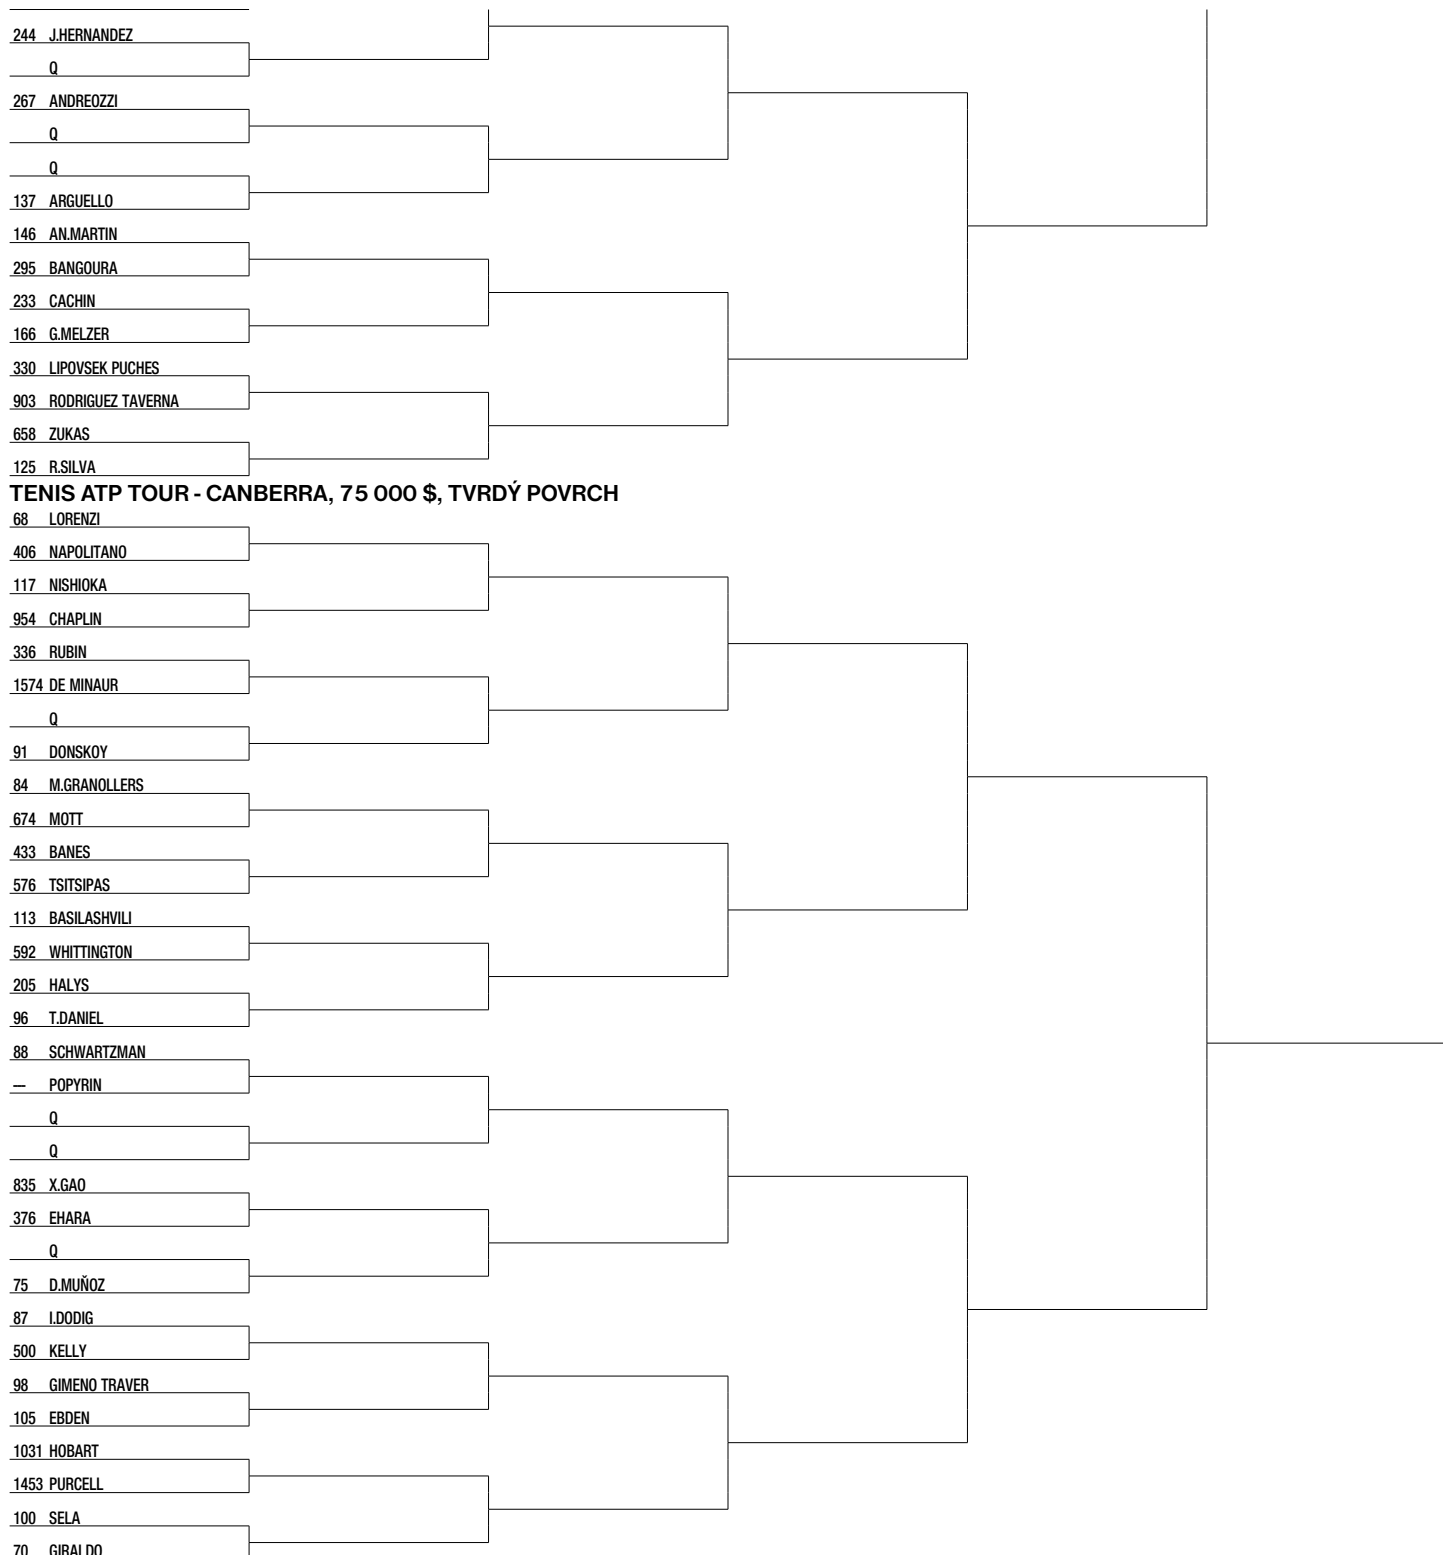 244 J.HERNANDEZ
Q
267 ANDREOZZI
Q
Q
137 ARGUELLO
146 AN.MARTIN
295 BANGOURA
233 CACHIN
166 G.MELZER
330 LIPOVSEK PUCHES
903 RODRIGUEZ TAVERNA
658 ZUKAS
125 R.SILVA
TENIS ATP TOUR - CANBERRA, 75 000 $, TVRDÝ POVRCH
68 LORENZI
406 NAPOLITANO
117 NISHIOKA
954 CHAPLIN
336 RUBIN
1574 DE MINAUR
Q
91 DONSKOY
84 M.GRANOLLERS
674 MOTT
433 BANES
576 TSITSIPAS
113 BASILASHVILI
592 WHITTINGTON
205 HALYS
96 T.DANIEL
88 SCHWARTZMAN
— POPYRIN
Q
Q
835 X.GAO
376 EHARA
Q
75 D.MUŇOZ
87 I.DODIG
500 KELLY
98 GIMENO TRAVER
105 EBDEN
1031 HOBART
1453 PURCELL
100 SELA
70 GIRALDO